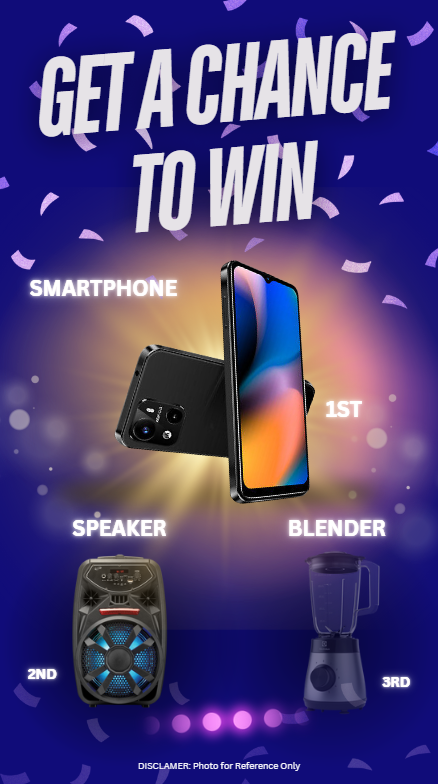 GET A CHANCE
TO WIN
SMARTPHONE
1ST
SPEAKER
BLENDER
2ND
3RD
DISCLAMER: Photo for Reference Only